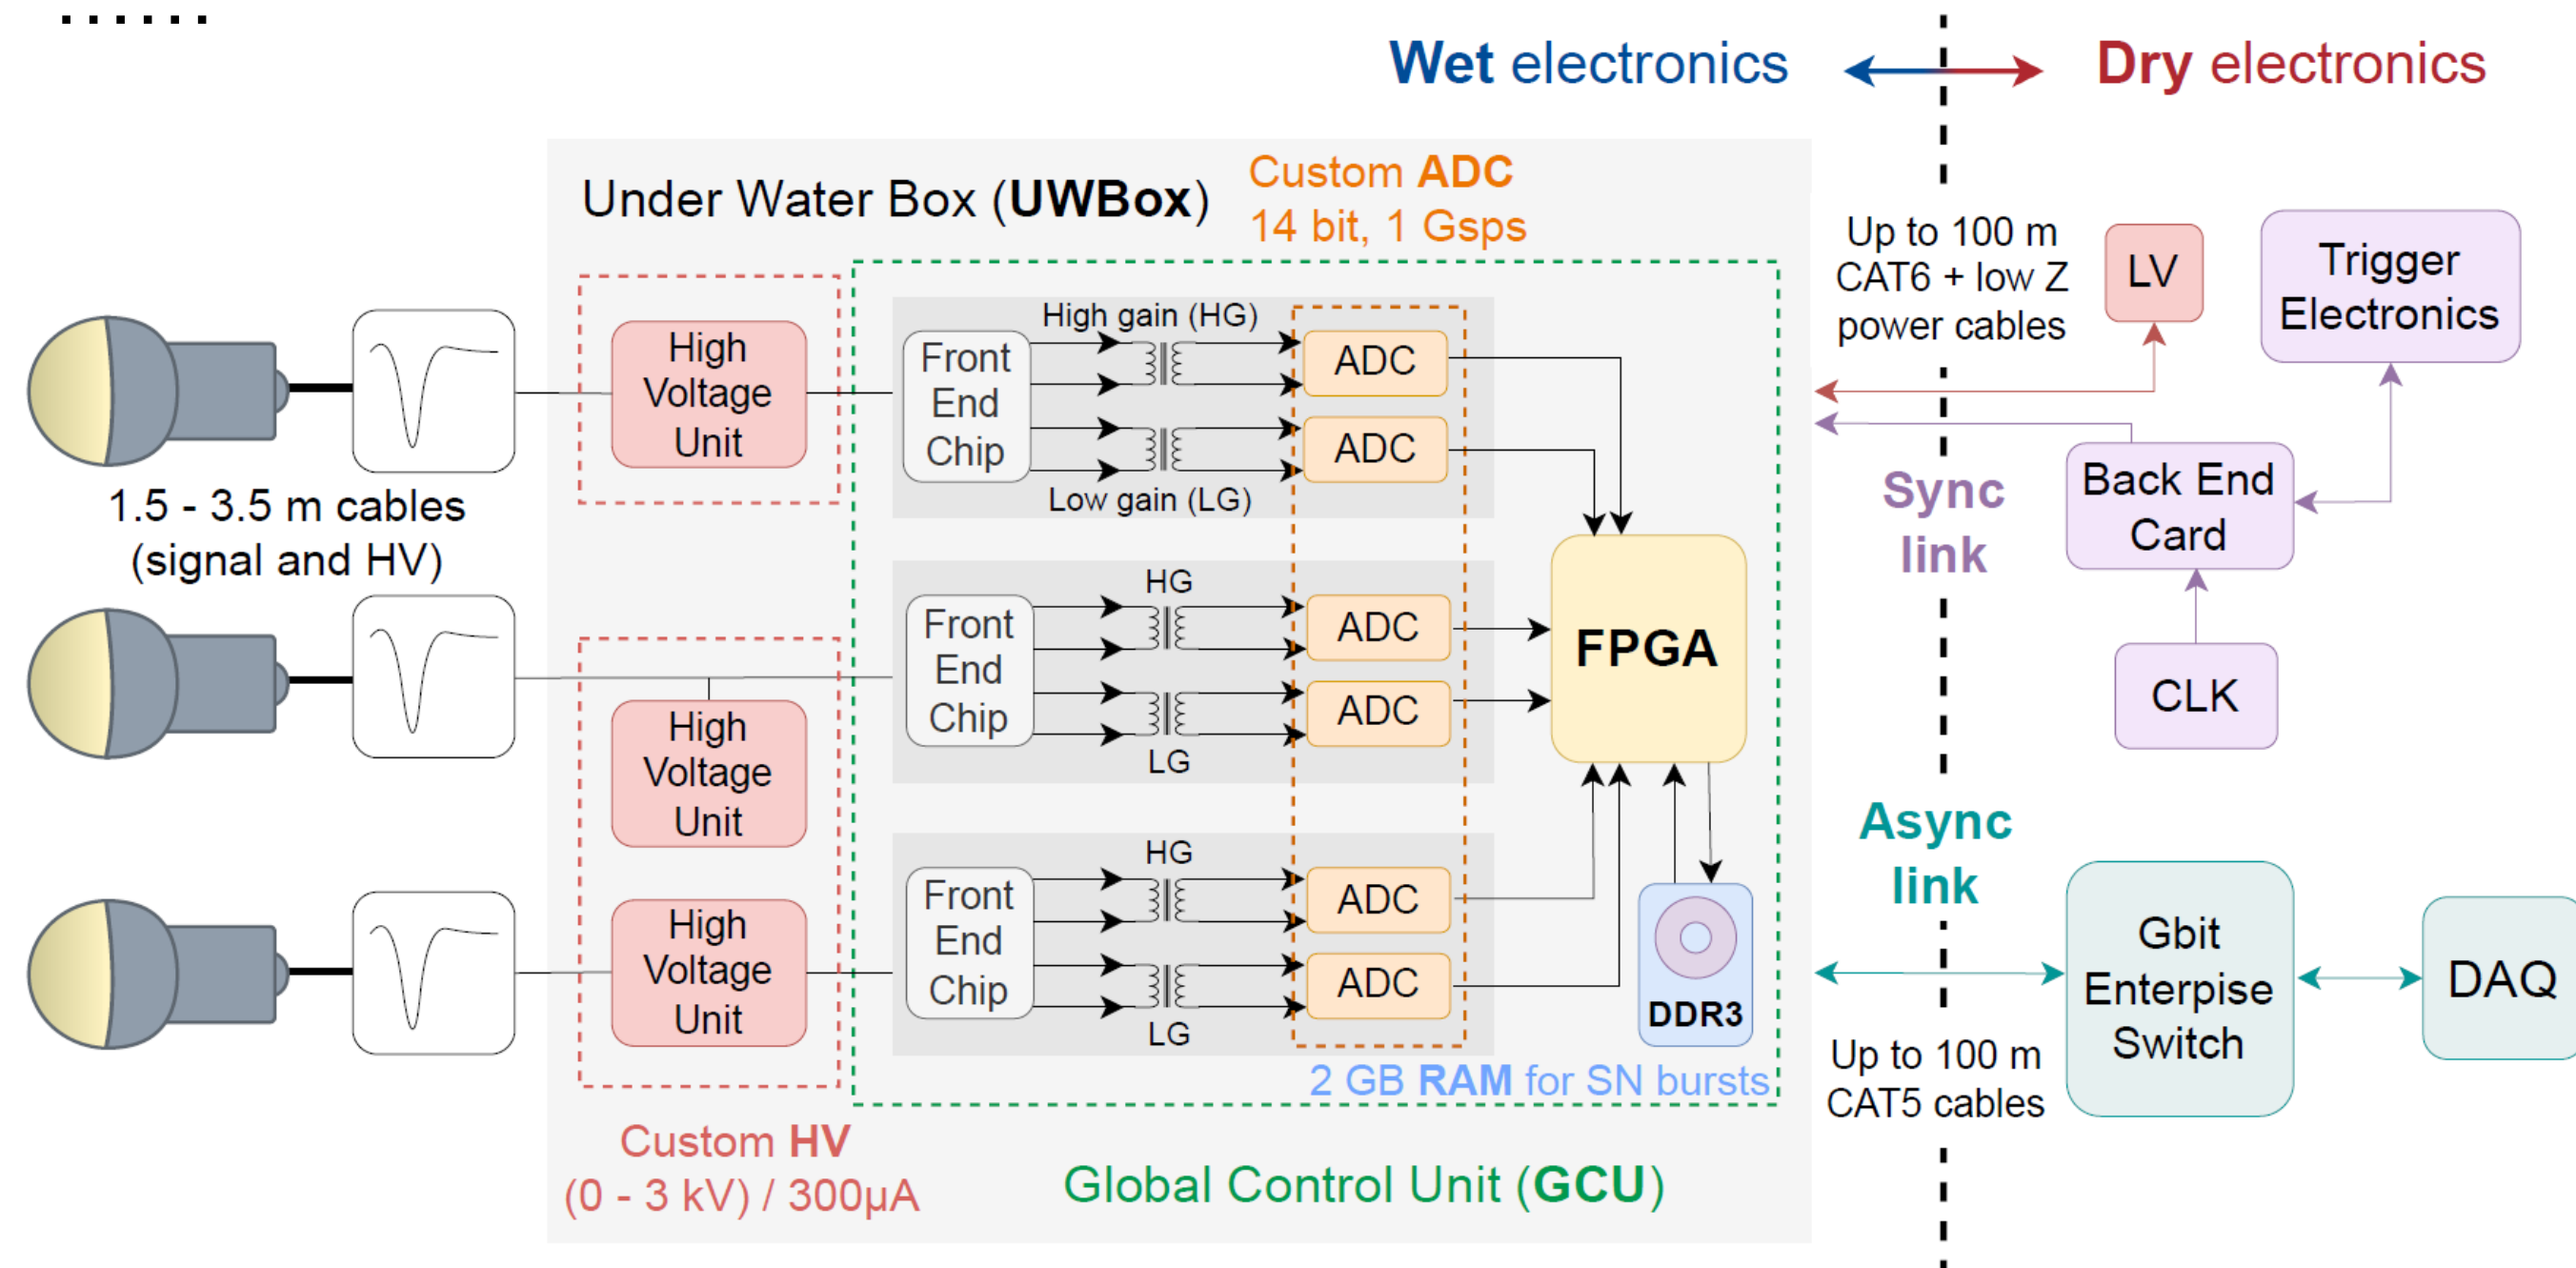 Wet electronics
Dry electronics
Under Water Box (UWBox)
Custom ADC
14 bit, 1 Gsps
1.5 - 3.5 m cables
(signal and HV)
High
Voltage
Unit
High
Voltage
Unit
High
Voltage
Unit
Custom HV
(0 - 3 kV) / 300μA
Front
End
Chip
High gain (HG)
Low gain (LG)
ADC
ADC
Front
End
Chip
HG
LG
ADC
ADC
Front
End
Chip
HG
LG
ADC
ADC
FPGA
DDR3
2 GB RAM for SN bursts
Global Control Unit (GCU)
Up to 100 m
CAT6 + low Z
power cables
Sync
link
Async
link
Up to 100 m
CAT5 cables
LV
Trigger
Electronics
Back End
Card
CLK
Gbit
Enterpise
Switch
DAQ